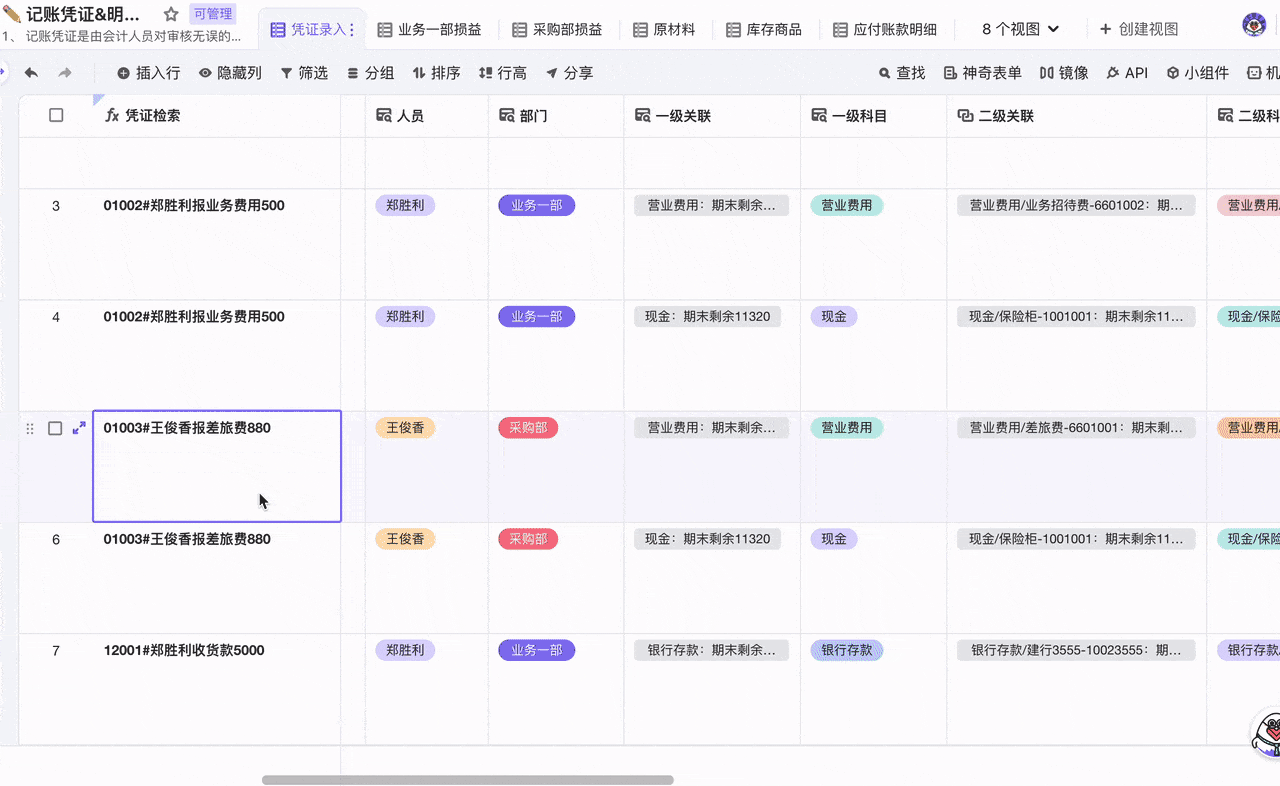 记账凭证&明...
可管理
1、 记账凭证是由会计人员对审核无误的...
凭证录入 业务一部损益 采购部损益 原材料 库存商品 应付账款明细 8 个视图 创建视图
插入行 隐藏列 筛选 分组 排序 行高 分享 查找 神奇表单 镜像 API 小组件 机
凭证检索 人员 部门 一级关联 一级科目 二级关联 二级科
3 01002#郑胜利报业务费用500 郑胜利 业务一部 营业费用：期末剩余... 营业费用 营业费用/业务招待费-6601002：期... 营业费用/
4 01002#郑胜利报业务费用500 郑胜利 业务一部 现金：期末剩余11320 现金 现金/保险柜-1001001：期末剩余11... 现金/保险
01003#王俊香报差旅费880 王俊香 采购部 营业费用：期末剩余... 营业费用 营业费用/差旅费-6601001：期末剩... 营业费用/
6 01003#王俊香报差旅费880 王俊香 采购部 现金：期末剩余11320 现金 现金/保险柜-1001001：期末剩余11... 现金/保险
7 12001#郑胜利收货款5000 郑胜利 业务一部 银行存款：期末剩余... 银行存款 银行存款/建行3555-10023555：期... 银行存款